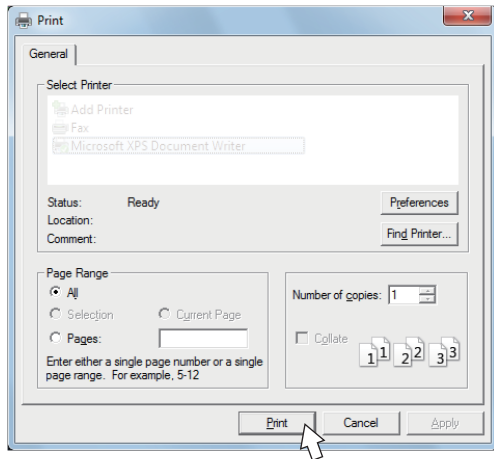 Print
General
Select Printer
Add Printer
Fax
Microsoft XPS Document Writer
Status: Ready
Preferences
Location:
Comment:
Find Printer...
Page Range
All
Selection Current Page
Pages:
Enter either a single page number or a single
page range. For example, 5-12
Number of copies: 1
Collate
1 1 2 2 3 3
Print Cancel Apply